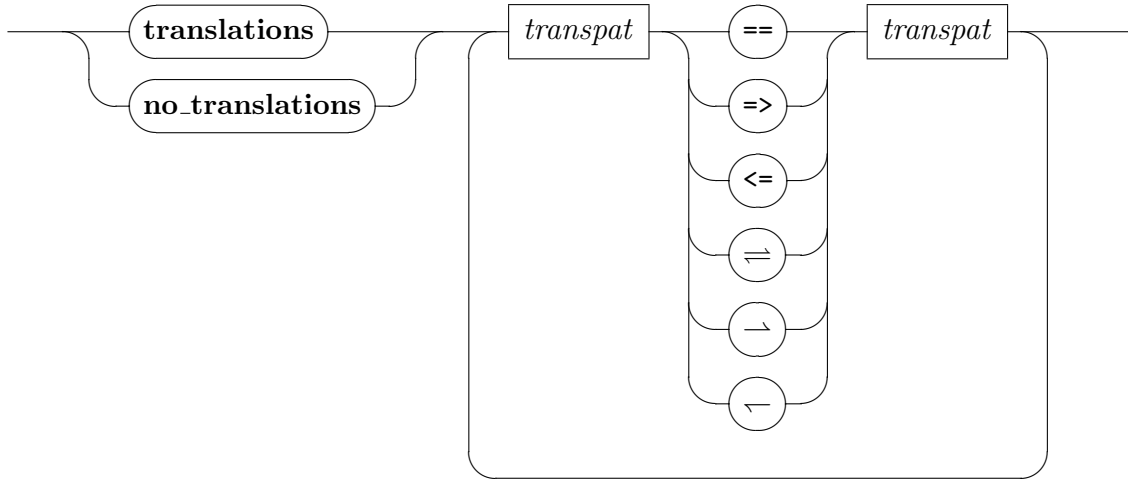 translations transpat == transpat
no_translations =>
<=
⇌
⇀
↽